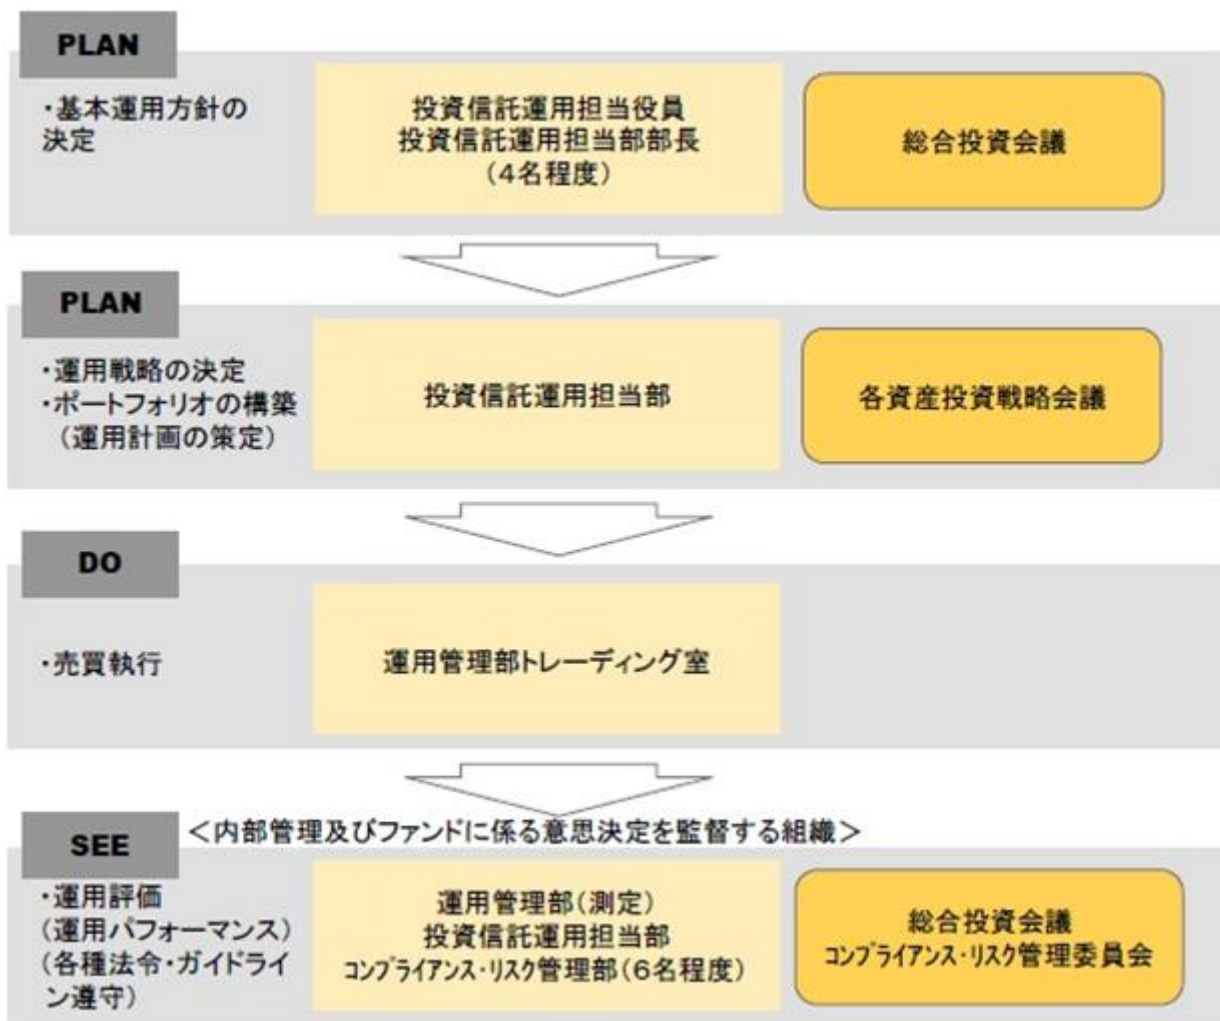 PLAN
・基本運用方針の
決定
投資信託運用担当役員
投資信託運用担当部部長
(4名程度)
総合投資会議
PLAN
・運用戦略の決定
・ポートフォリオの構築
(運用計画の策定)
投資信託運用担当部
各資産投資戦略会議
DO
・売買執行
運用管理部トレーディング室
SEE
<内部管理及びファンドに係る意思決定を監督する組織>
・運用評価
(運用パフォーマンス)
(各種法令・ガイドライ
ン遵守)
運用管理部(測定)
投資信託運用担当部
コンプライアンス・リスク管理部(6名程度)
総合投資会議
コンプライアンス・リスク管理委員会